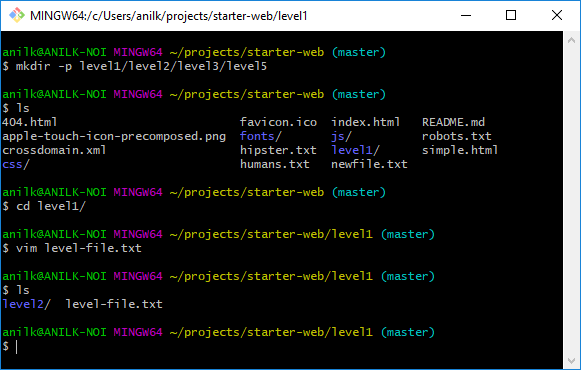 MINGW64:/c/Users/anilk/projects/starter-web/level1
anilk@ANILK-NOI MINGW64 ~/projects/starter-web (master)
$ mkdir -p level1/level2/level3/level5
anilk@ANILK-NOI MINGW64 ~/projects/starter-web (master)
$ ls
404.html favicon.ico index.html README.md
apple-touch-icon-precomposed.png fonts/ js/ robots.txt
crossdomain.xml hipster.txt level1/ simple.html
css/ humans.txt newfile.txt
anilk@ANILK-NOI MINGW64 ~/projects/starter-web (master)
$ cd level1/
anilk@ANILK-NOI MINGW64 ~/projects/starter-web/level1 (master)
$ vim level-file.txt
anilk@ANILK-NOI MINGW64 ~/projects/starter-web/level1 (master)
$ ls
level2/ level-file.txt
anilk@ANILK-NOI MINGW64 ~/projects/starter-web/level1 (master)
$